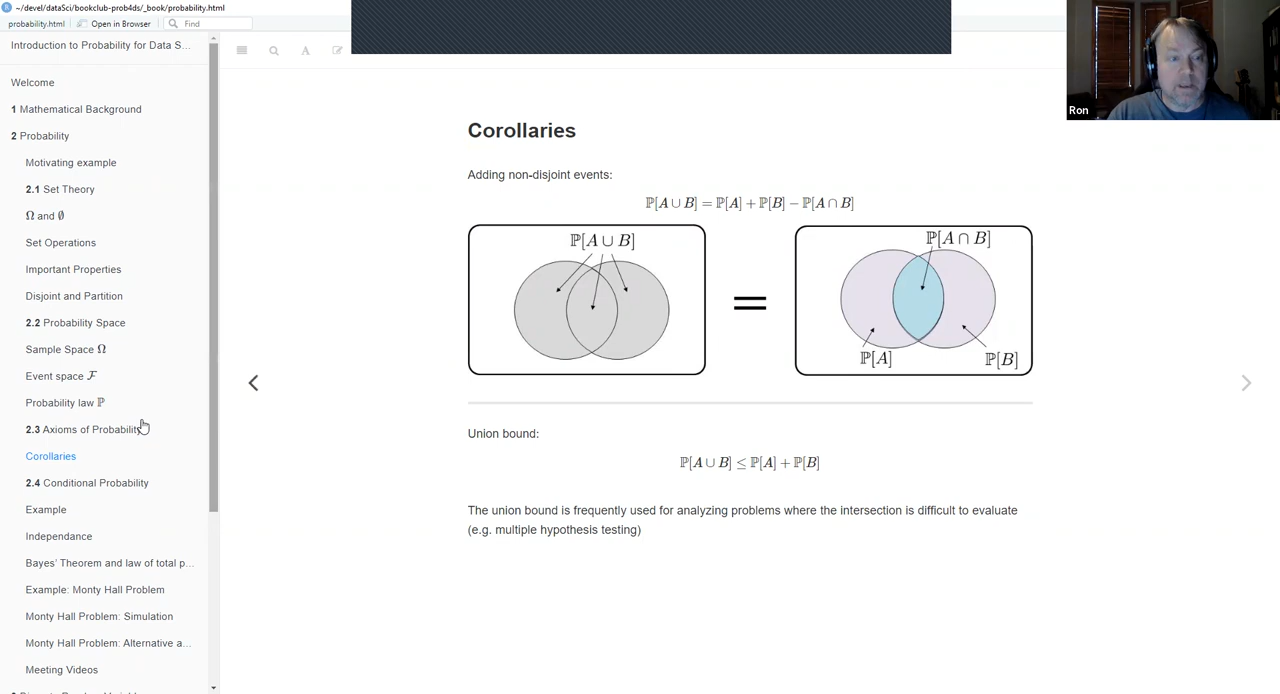 ~/devel/dataSci/bookclub-prob4ds/_book/probability.html
probability.html
Open in Browser
Find
Introduction to Probability for Data S...
Welcome
1 Mathematical Background
2 Probability
Motivating example
2.1 Set Theory
Ω and ∅
Set Operations
Important Properties
Disjoint and Partition
2.2 Probability Space
Sample Space Ω
Event space ℱ
Probability law ℙ
2.3 Axioms of Probability
Corollaries
2.4 Conditional Probability
Example
Independence
Bayes' Theorem and law of total p...
Example: Monty Hall Problem
Monty Hall Problem: Simulation
Monty Hall Problem: Alternative a...
Meeting Videos
Corollaries
Adding non-disjoint events:
ℙ[A ∪ B] = ℙ[A] + ℙ[B] − ℙ[A ∩ B]
ℙ[A ∪ B]
=
ℙ[A ∩ B]
ℙ[A]
ℙ[B]
Union bound:
ℙ[A ∪ B] ≤ ℙ[A] + ℙ[B]
The union bound is frequently used for analyzing problems where the intersection is difficult to evaluate
(e.g. multiple hypothesis testing)
Ron